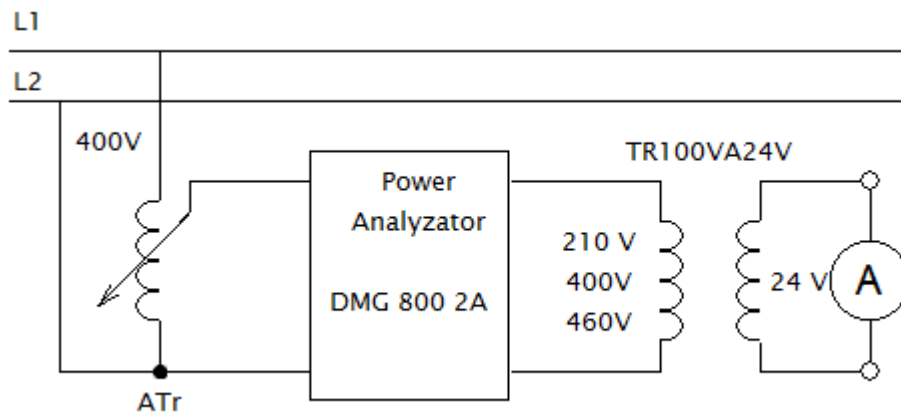 L1
L2
400V
TR100VA24V
Power
Analyzator
DMG 800 2A
210 V
400V
460V
24 V
A
ATr